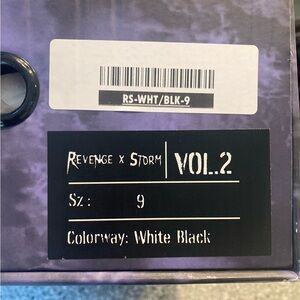 RS-WHT/BLK-9
REVENGE X STORM VOL.2
Sz: 9
Colorway: White Black